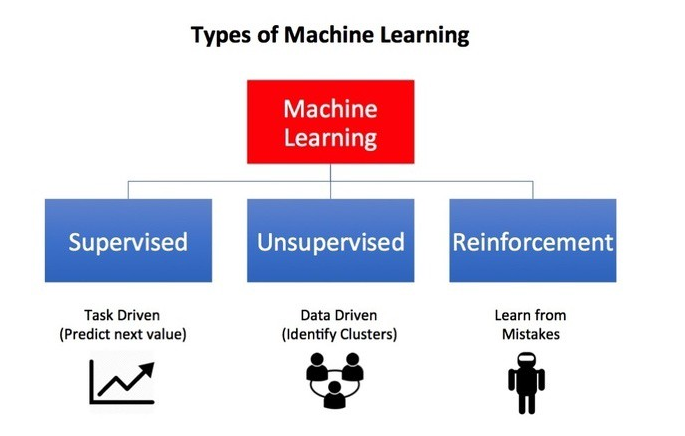 Types of Machine Learning
Machine
Learning
Supervised
Unsupervised
Reinforcement
Task Driven
(Predict next value)
Data Driven
(Identify Clusters)
Learn from
Mistakes